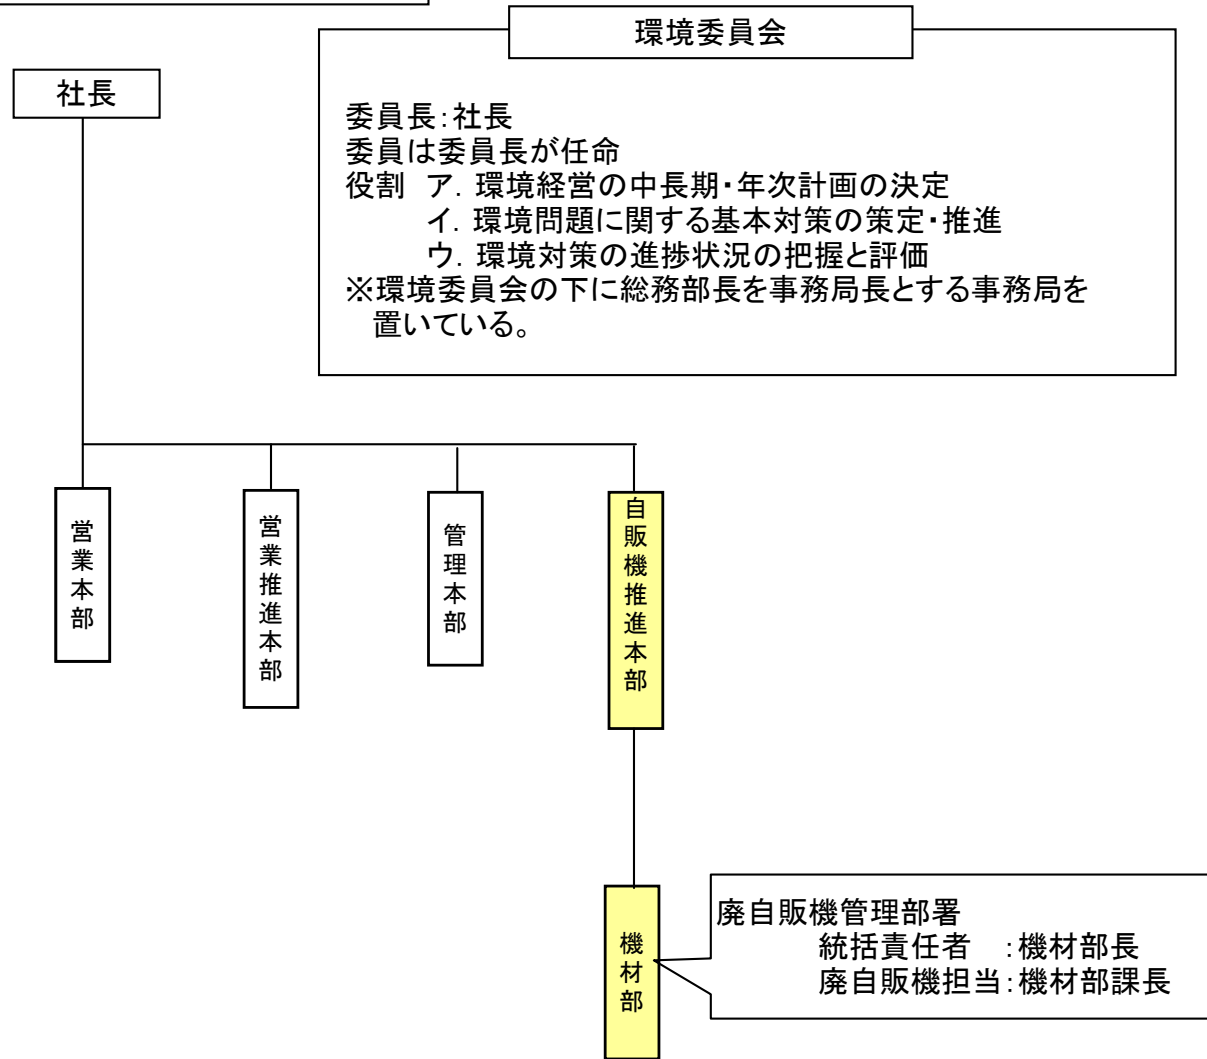 環境委員会
社長
委員長:社長
委員は委員長が任命
役割 ア. 環境経営の中長期・年次計画の決定
イ. 環境問題に関する基本対策の策定・推進
ウ. 環境対策の進捗状況の把握と評価
※環境委員会の下に総務部長を事務局長とする事務局を
置いている。
営業本部
営業推進本部
管理本部
自販機推進本部
機材部
廃自販機管理部署
統括責任者 :機材部長
廃自販機担当:機材部課長